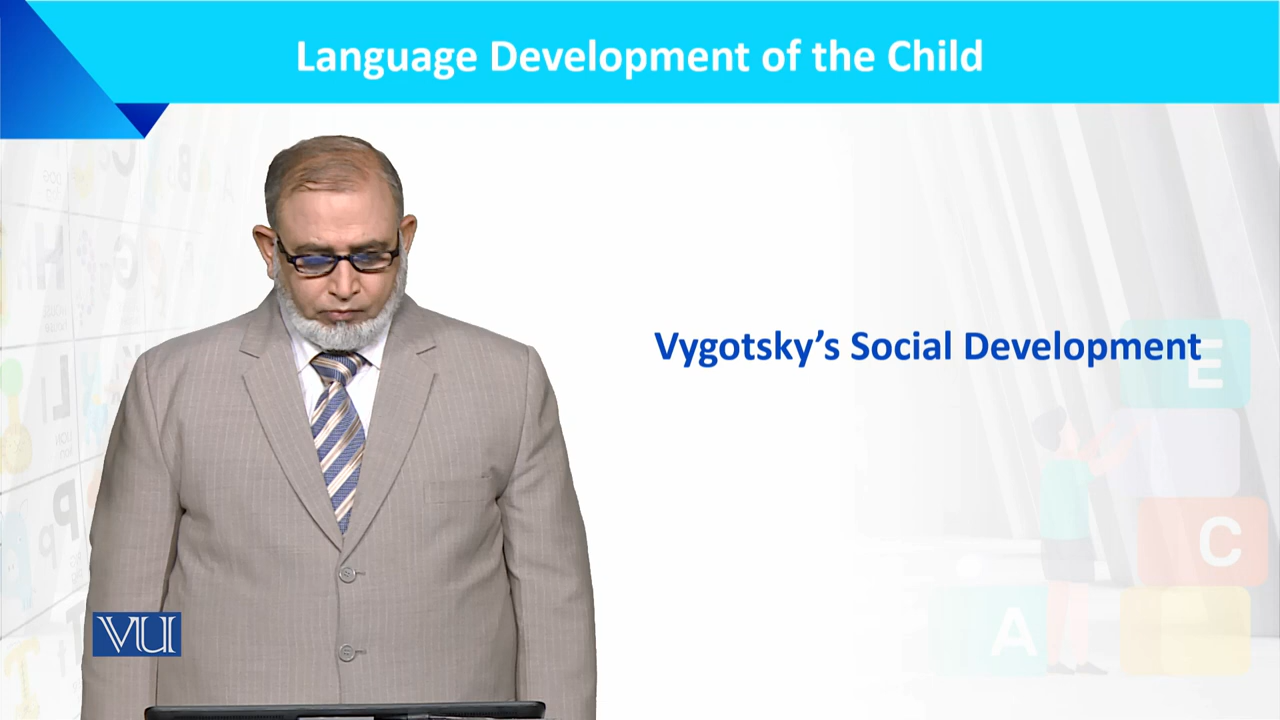 Language Development of the Child
Vygotsky's Social Development
E
C
A
VU